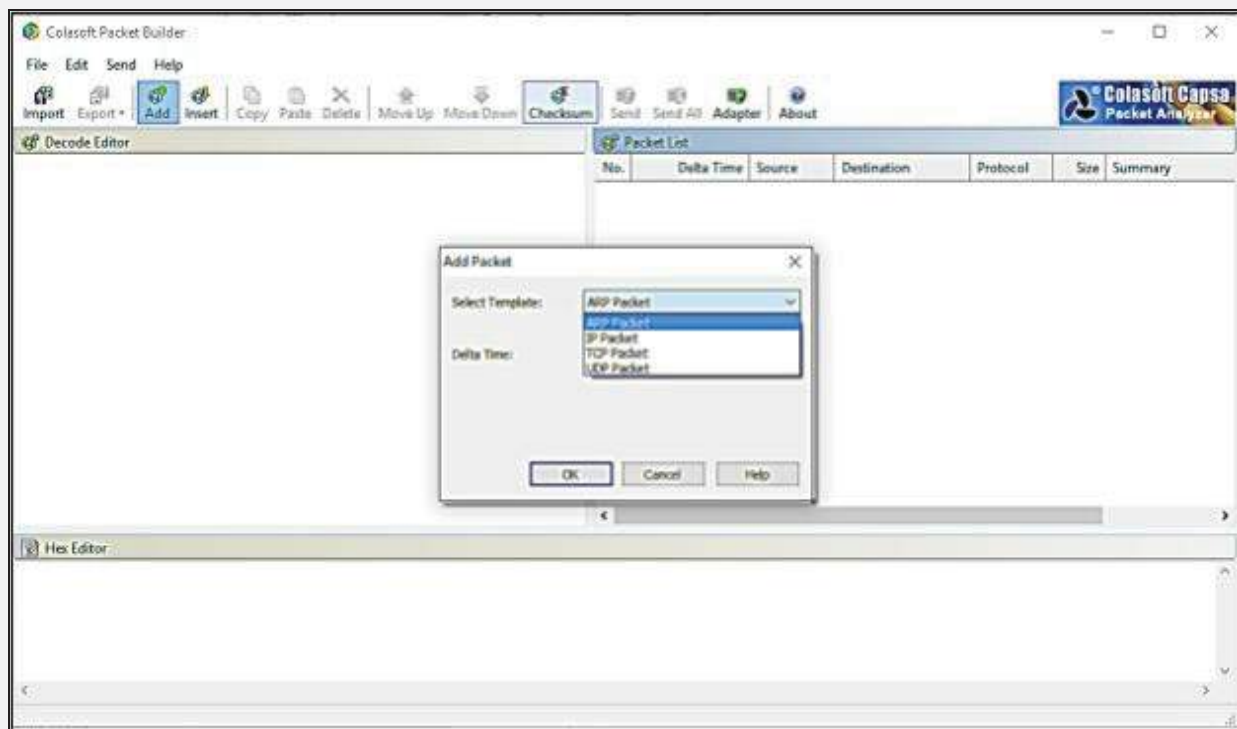 Colasoft Packet Builder
File Edit Send Help
Import Export Add Insert Copy Paste Delete Move Up Move Down Checksum Send Send All Adapter About
Colasoft Capsa
Packet Analyzer
Decode Editor
Packet List
No. Delta Time Source Destination Protocol Size Summary
Add Packet
Select Template: ARP Packet
ARP Packet
IP Packet
TCP Packet
UDP Packet
Delta Time:
OK Cancel Help
Hex Editor